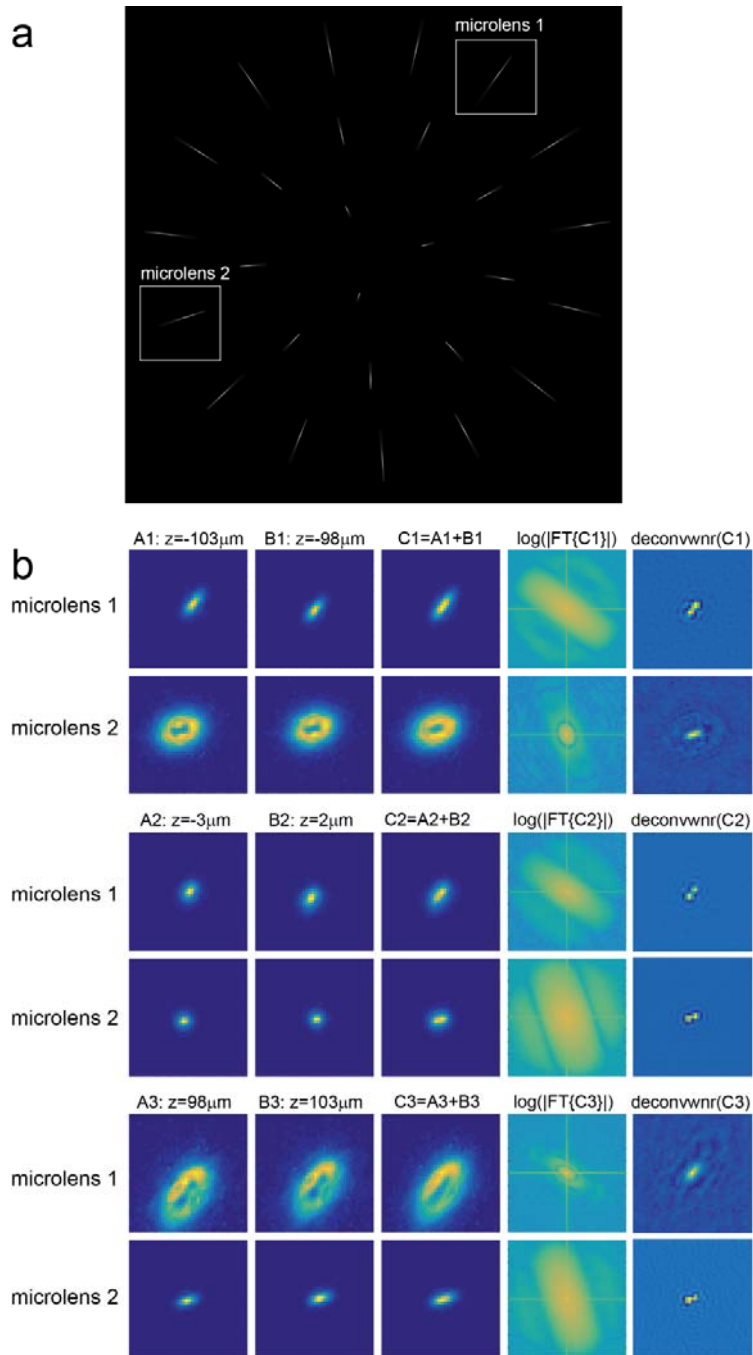 a
microlens 1
microlens 2
b
A1: z=-103μm B1: z=-98μm C1=A1+B1 log(|FT{C1}|) deconvwnr(C1)
microlens 1
microlens 2
A2: z=-3μm B2: z=2μm C2=A2+B2 log(|FT{C2}|) deconvwnr(C2)
microlens 1
microlens 2
A3: z=98μm B3: z=103μm C3=A3+B3 log(|FT{C3}|) deconvwnr(C3)
microlens 1
microlens 2